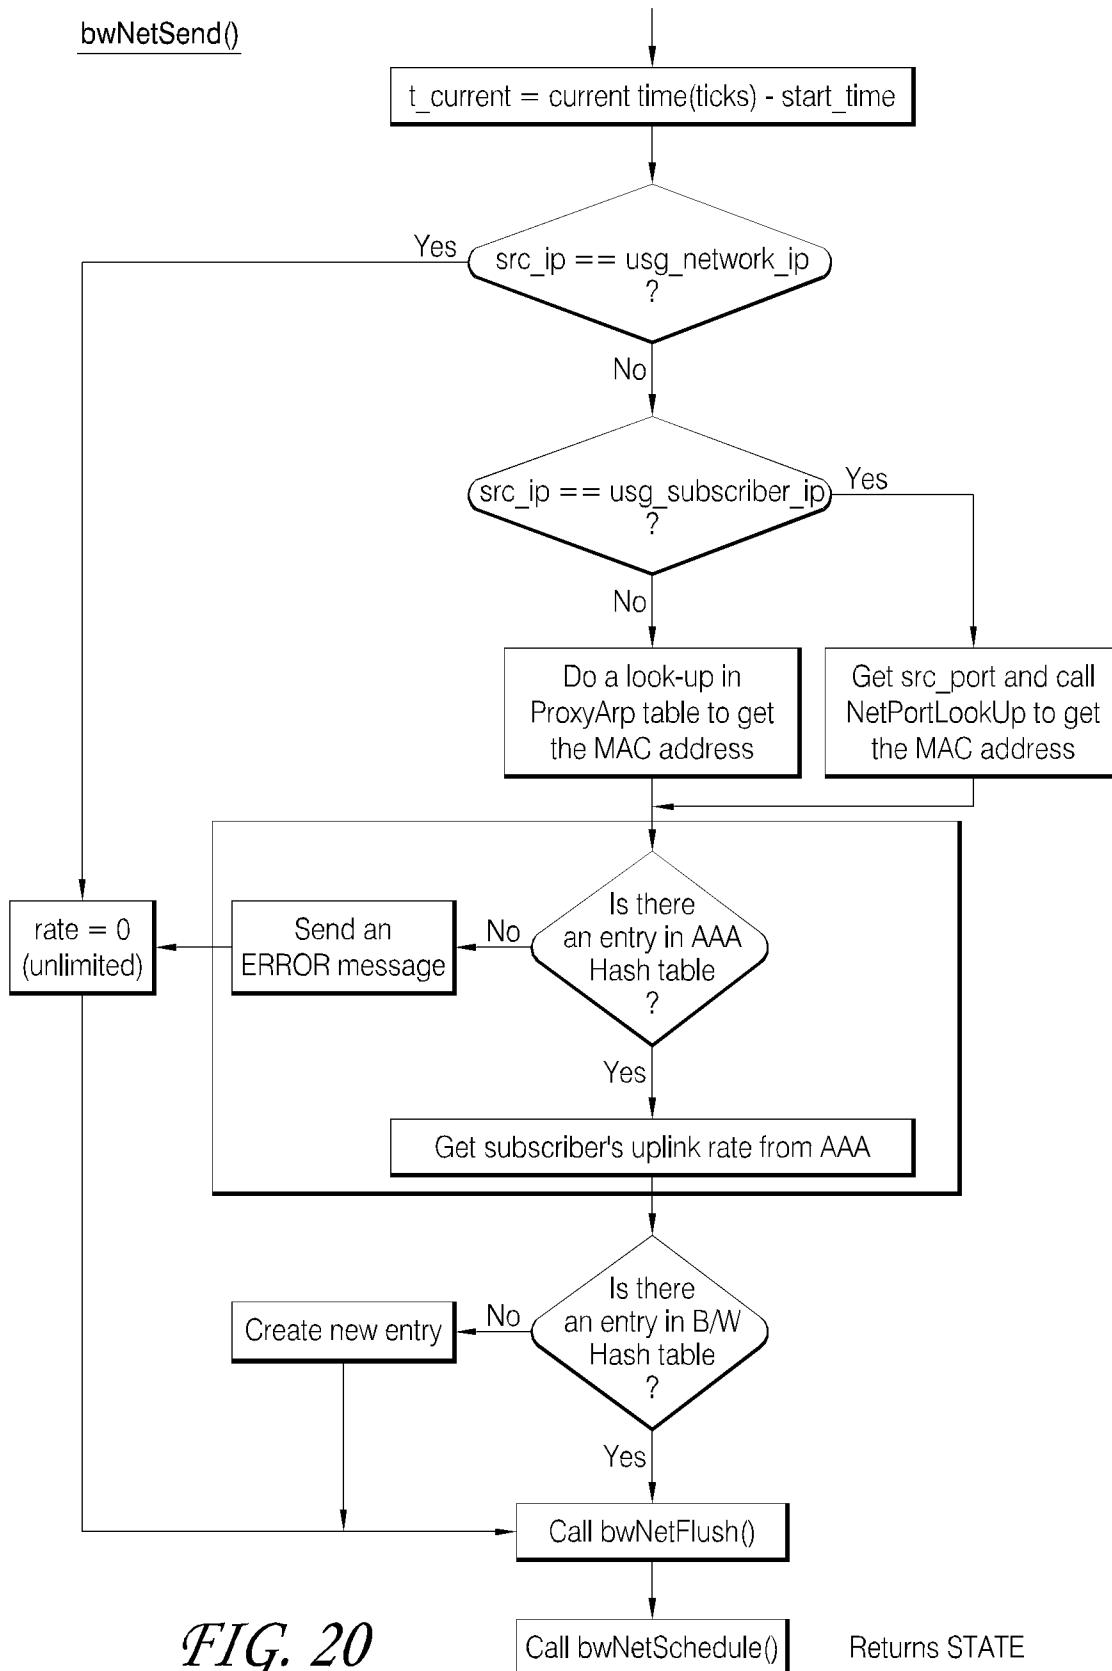 bwNetSend()
t_current = current time(ticks) - start_time
Yes
src_ip == usg_network_ip
?
No
src_ip == usg_subscriber_ip
?
Yes
No
Do a look-up in
ProxyArp table to get
the MAC address
Get src_port and call
NetPortLookUp to get
the MAC address
Is there
an entry in AAA
Hash table
?
No
Send an
ERROR message
rate = 0
(unlimited)
Yes
Get subscriber's uplink rate from AAA
Is there
an entry in B/W
Hash table
?
No
Create new entry
Yes
Call bwNetFlush()
Call bwNetSchedule()
Returns STATE
FIG. 20